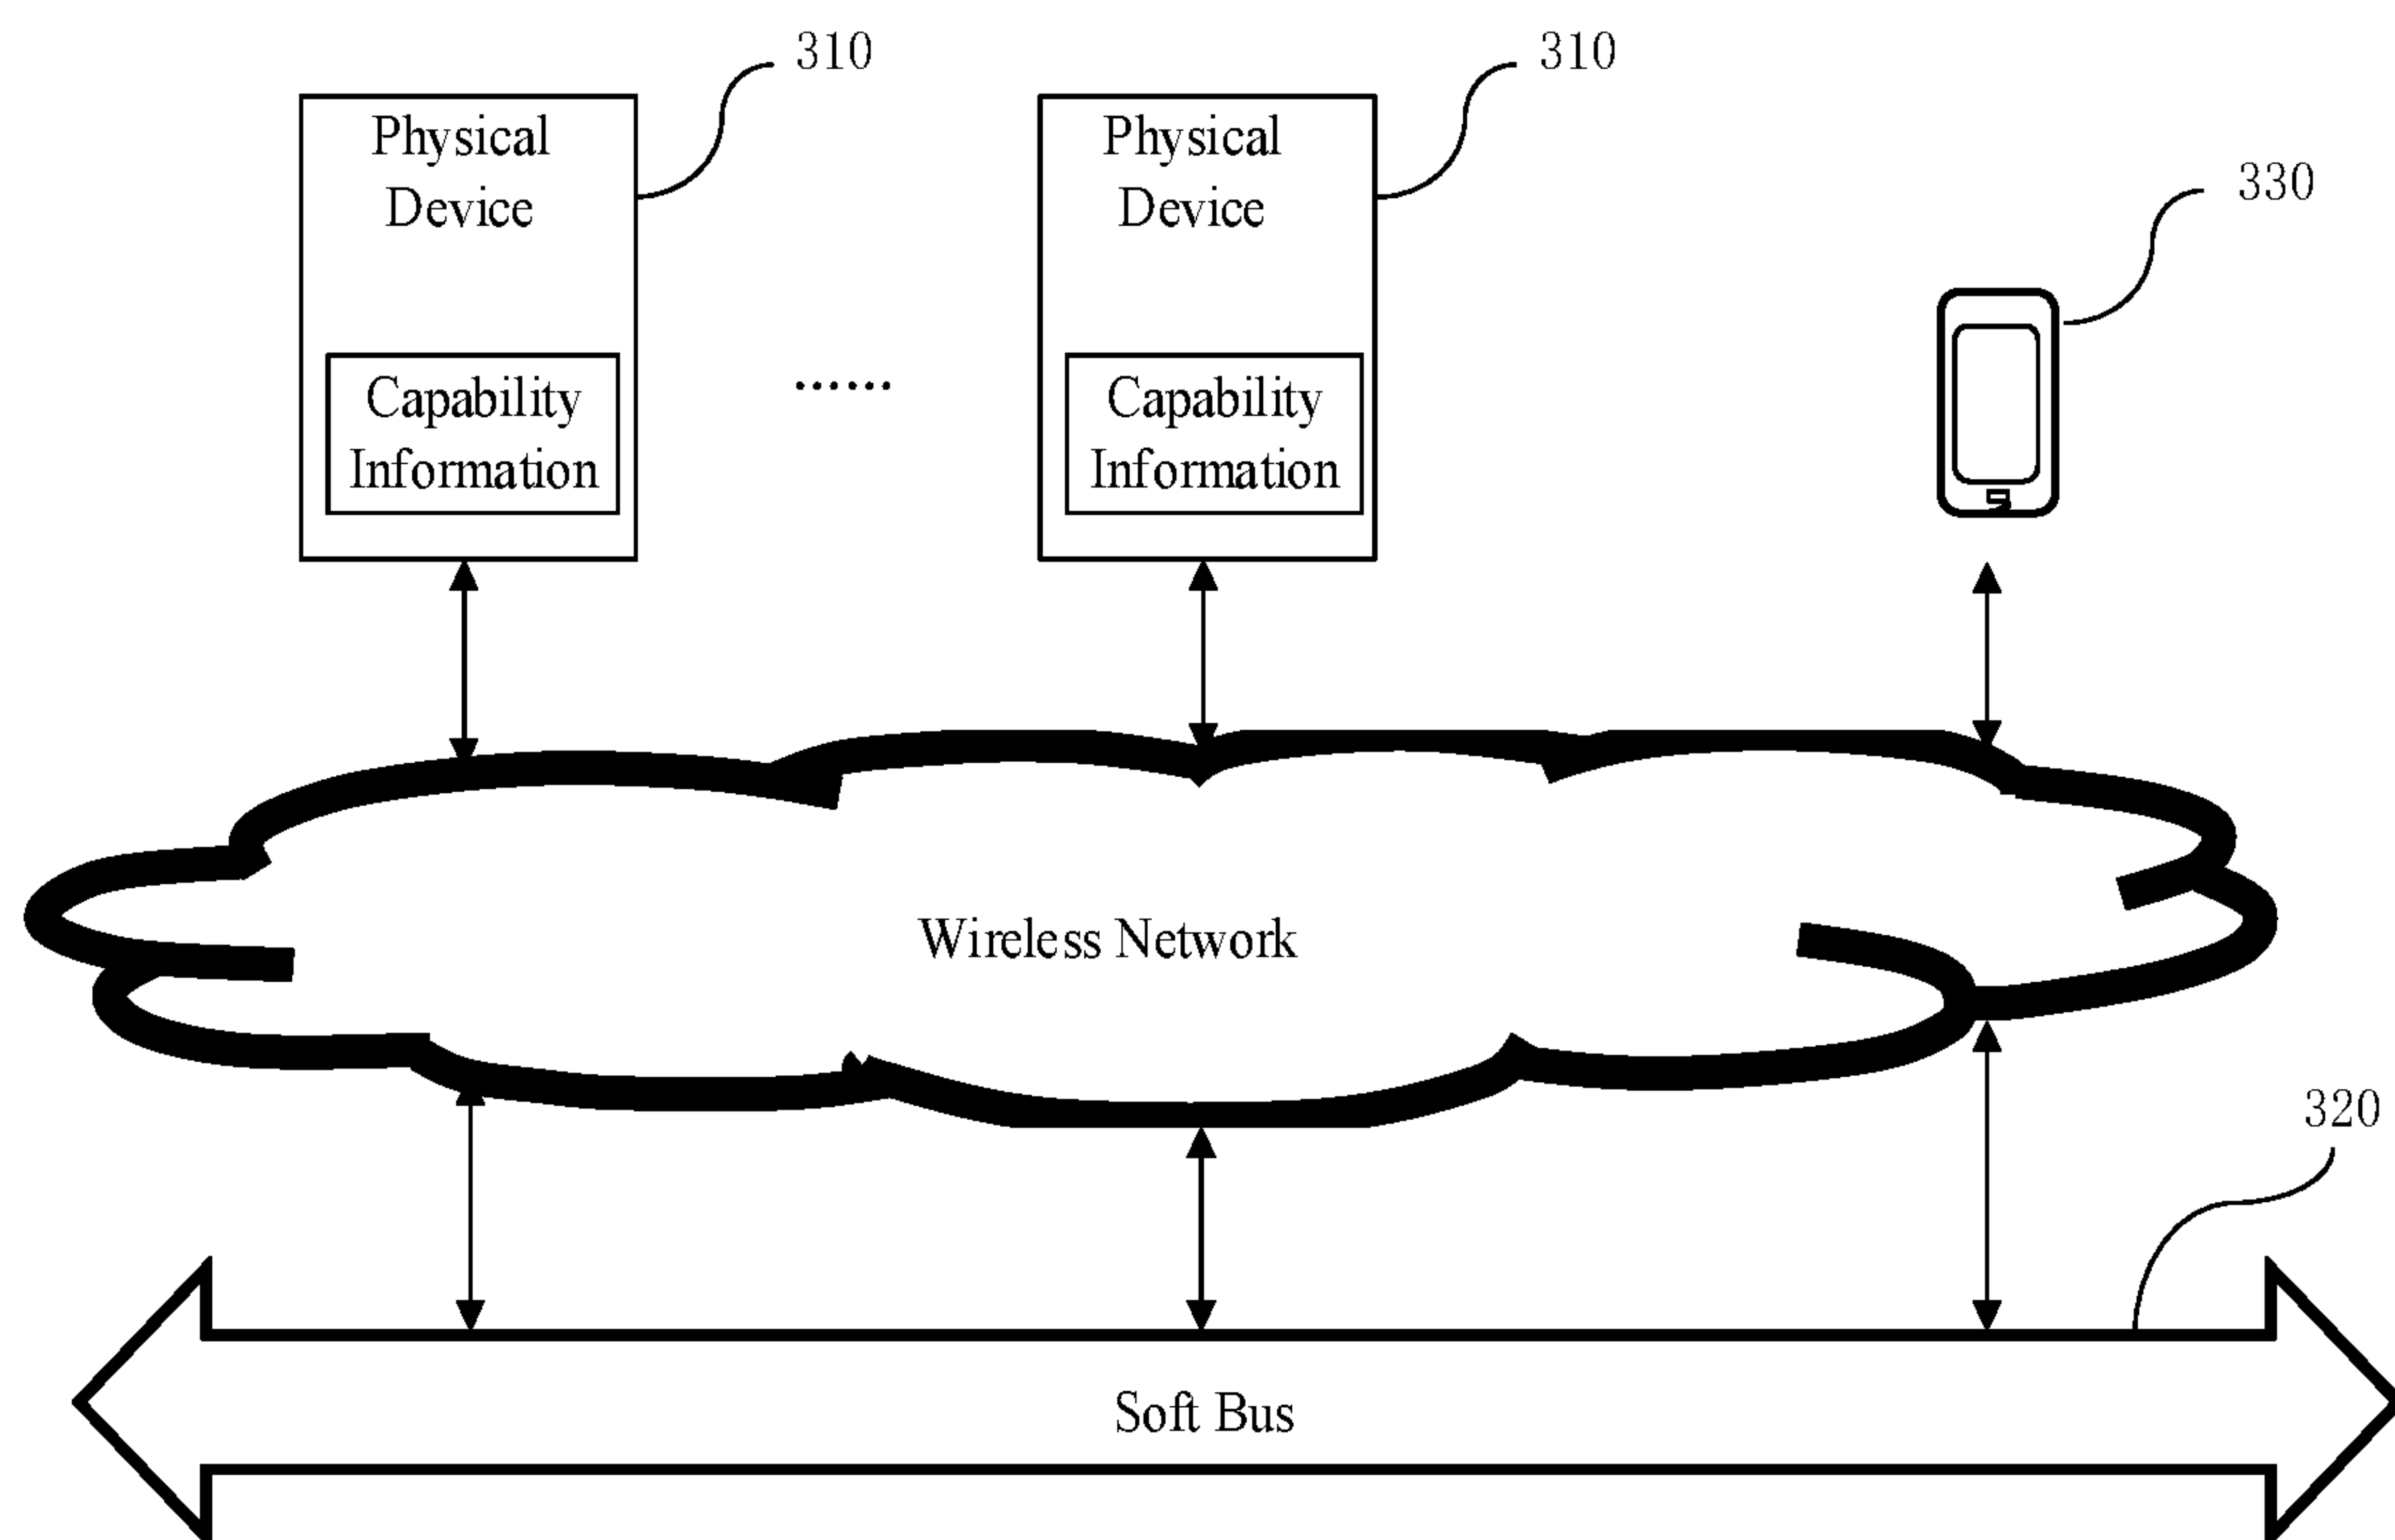 310
310
Physical
Device
Physical
Device
330
Capability
Information
......
Capability
Information
Wireless Network
320
Soft Bus